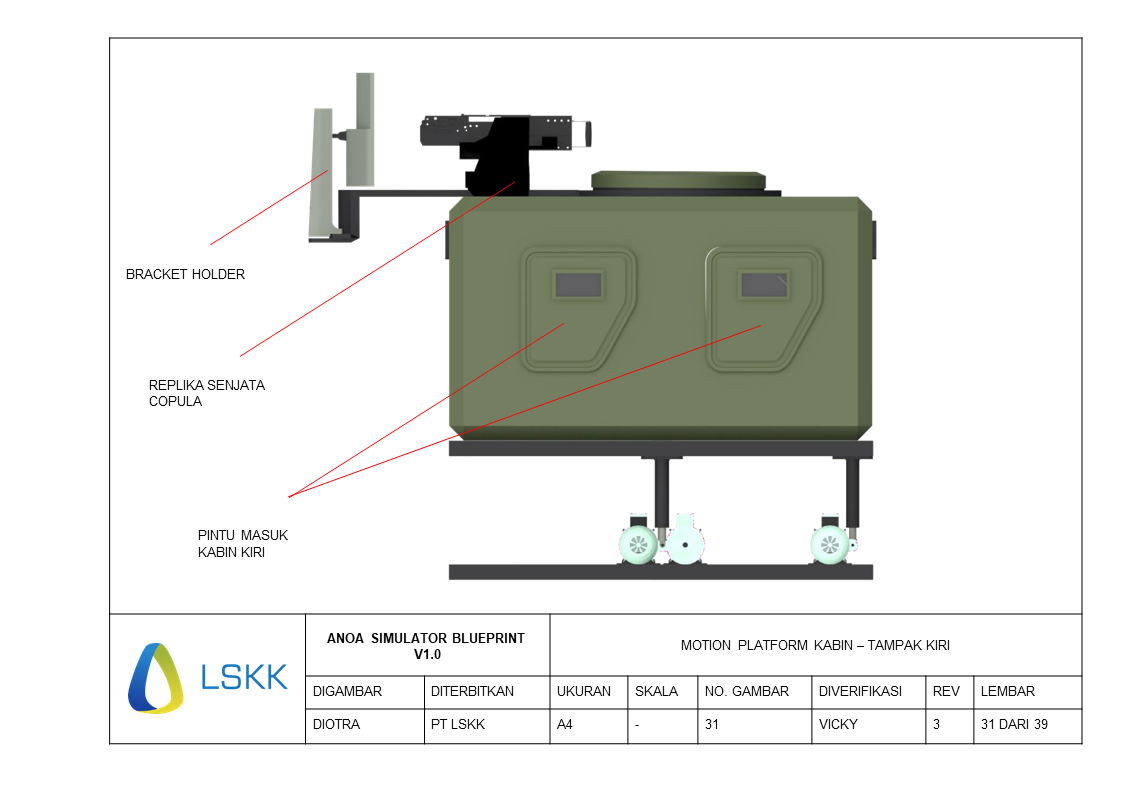 BRACKET HOLDER
REPLIKA SENJATA
COPULA
PINTU MASUK
KABIN KIRI
LSKK
ANOA SIMULATOR BLUEPRINT
V1.0
MOTION PLATFORM KABIN – TAMPAK KIRI
DIGAMBAR DITERBITKAN UKURAN SKALA NO. GAMBAR DIVERIFIKASI REV LEMBAR
DIOTRA PT LSKK A4 - 31 VICKY 3 31 DARI 39